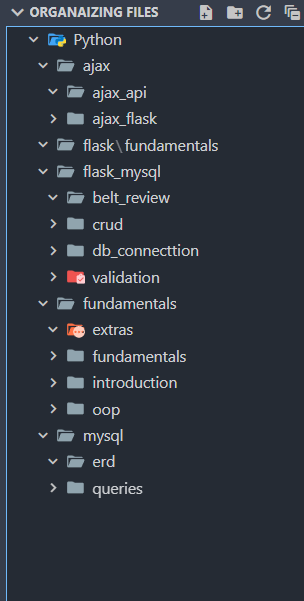 ORGANAIZING FILES
Python
ajax
ajax_api
ajax_flask
flask\fundamentals
flask_mysql
belt_review
crud
db_connecttion
validation
fundamentals
extras
fundamentals
introduction
oop
mysql
erd
queries